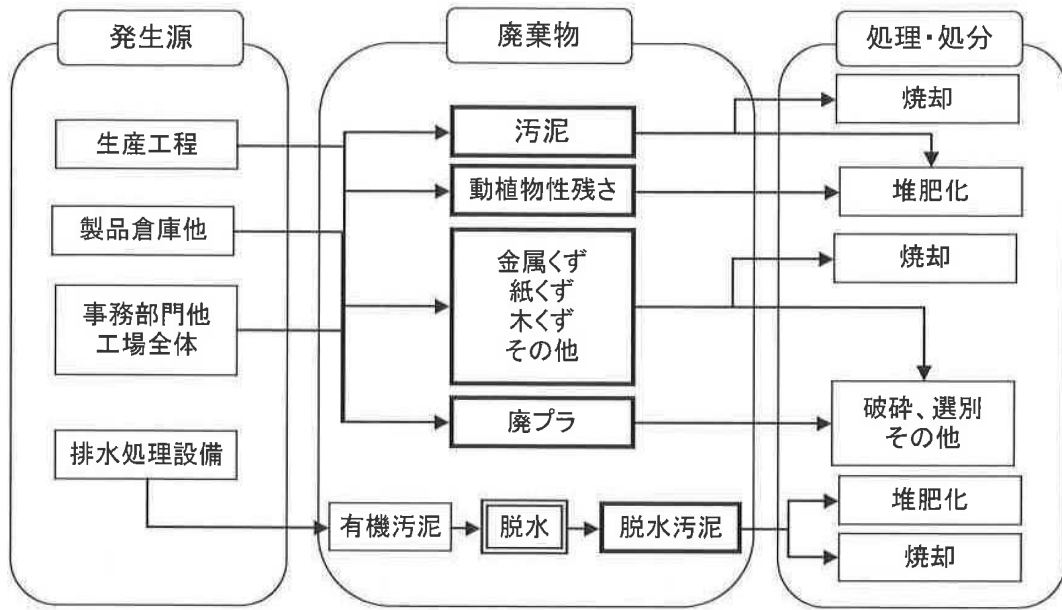 発生源
廃棄物
処理・処分
生産工程
製品倉庫他
事務部門他
工場全体
排水処理設備
汚泥
動植物性残さ
金属くず
紙くず
木くず
その他
廃プラ
有機汚泥
脱水
脱水汚泥
焼却
堆肥化
焼却
破砕、選別
その他
堆肥化
焼却